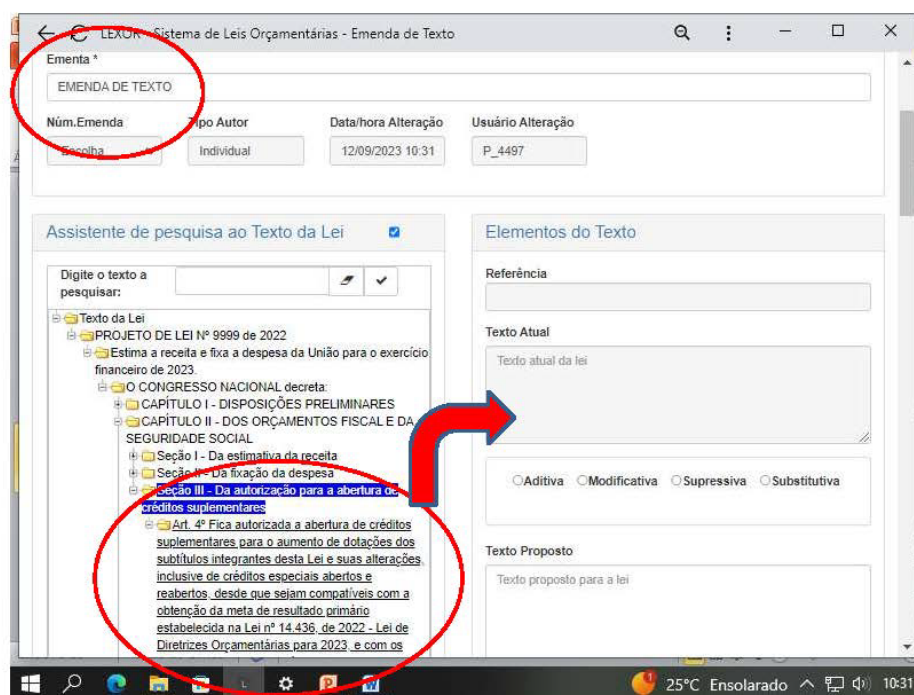 LEXOR - Sistema de Leis Orçamentárias - Emenda de Texto
Ementa *
EMENDA DE TEXTO
Núm.Emenda
Tipo Autor
Data/hora Alteração
Usuário Alteração
Escolha
Individual
12/09/2023 10:31
P_4497
Assistente de pesquisa ao Texto da Lei
Digite o texto a
pesquisar:
Texto da Lei
PROJETO DE LEI Nº 9999 de 2022
Estima a receita e fixa a despesa da União para o exercício
financeiro de 2023.
O CONGRESSO NACIONAL decreta:
CAPÍTULO I - DISPOSIÇÕES PRELIMINARES
CAPÍTULO II - DOS ORÇAMENTOS FISCAL E DA
SEGURIDADE SOCIAL
Seção I - Da estimativa da receita
Seção II - Da fixação da despesa
Seção III - Da autorização para a abertura de
créditos suplementares
Art. 4º Fica autorizada a abertura de créditos
suplementares para o aumento de dotações dos
subtítulos integrantes desta Lei e suas alterações,
inclusive de créditos especiais abertos e
reabertos, desde que sejam compatíveis com a
obtenção da meta de resultado primário
estabelecida na Lei nº 14.436, de 2022 - Lei de
Diretrizes Orçamentárias para 2023, e com os
Elementos do Texto
Referência
Texto Atual
Texto atual da lei
Aditiva Modificativa Supressiva Substitutiva
Texto Proposto
Texto proposto para a lei
25°C Ensolarado
10:31